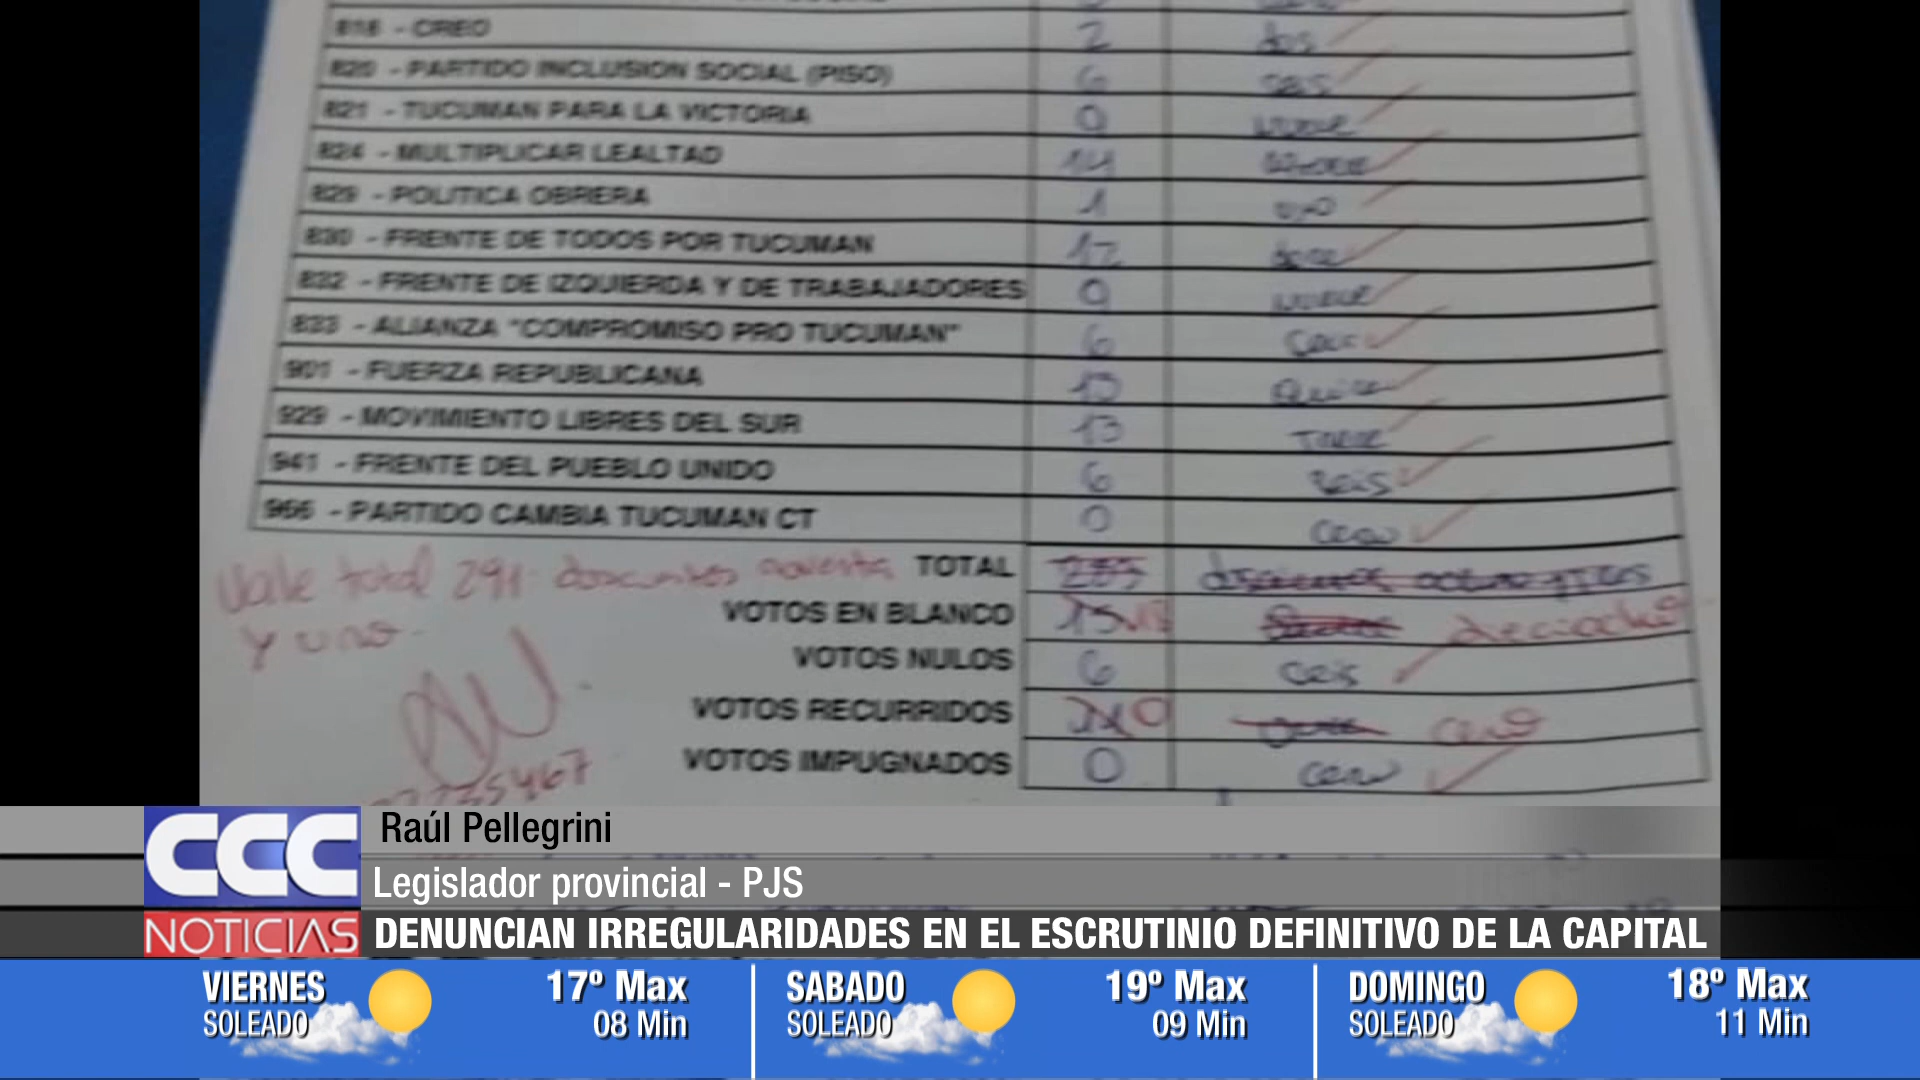 818 - CREO 2 dos
820 - PARTIDO INCLUSION SOCIAL (PISO) 6 seis
821 - TUCUMAN PARA LA VICTORIA 9 nueve
824 - MULTIPLICAR LEALTAD 14 catorce
829 - POLITICA OBRERA 1 uno
830 - FRENTE DE TODOS POR TUCUMAN 12 doce
832 - FRENTE DE IZQUIERDA Y DE TRABAJADORES 9 nueve
833 - ALIANZA "COMPROMISO PRO TUCUMAN"
901 - FUERZA REPUBLICANA
929 - MOVIMIENTO LIBRES DEL SUR 13 trece
941 - FRENTE DEL PUEBLO UNIDO 6 seis
966 - PARTIDO CAMBIA TUCUMAN CT 0 cero
Vale total 291 doscientos noventa
y uno
TOTAL
VOTOS EN BLANCO dieciocho
VOTOS NULOS 6 ceis
VOTOS RECURRIDOS 0 cero
VOTOS IMPUGNADOS 0 cero
CCC
NOTICIAS
Raúl Pellegrini
Legislador provincial - PJS
DENUNCIAN IRREGULARIDADES EN EL ESCRUTINIO DEFINITIVO DE LA CAPITAL
VIERNES
SOLEADO
17º Max
08 Min
SABADO
SOLEADO
19º Max
09 Min
DOMINGO
SOLEADO
18º Max
11 Min